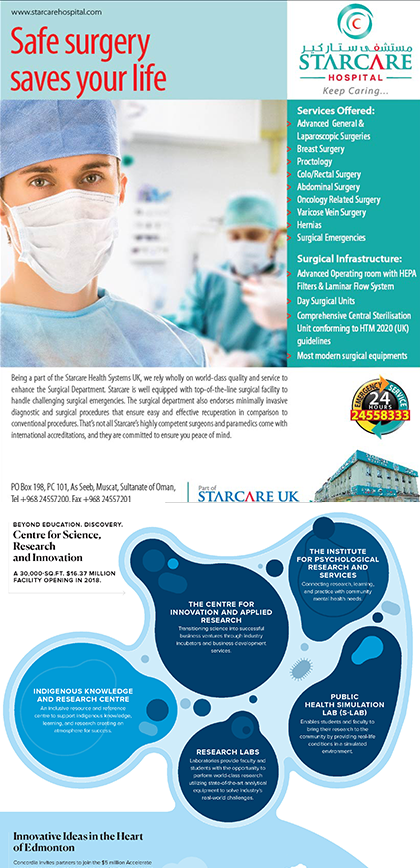 www.starcarehospital.com
Safe surgery
saves your life
مستشفى ستار كير
STARCARE
HOSPITAL
Keep Caring...
Services Offered:
Advanced General &
Laparoscopic Surgeries
Breast Surgery
Proctology
Colo/Rectal Surgery
Abdominal Surgery
Oncology Related Surgery
Varicose Vein Surgery
Hernias
Surgical Emergencies
Surgical Infrastructure:
Advanced Operating room with HEPA
Filters & Laminar Flow System
Day Surgical Units
Comprehensive Central Sterilisation
Unit conforming to HTM 2020 (UK)
guidelines
Most modern surgical equipments
Being a part of the Starcare Health Systems UK, we rely wholly on world-class quality and service to
enhance the Surgical Department. Starcare is well equipped with top-of-the-line surgical facility to
handle challenging surgical emergencies. The surgical department also endorses minimally invasive
diagnostic and surgical procedures that ensure easy and effective recuperation in comparison to
conventional procedures. That's not all Starcare's highly competent surgeons and paramedics come with
international accreditations, and they are committed to ensure you peace of mind.
EMERGENCY SERVICE
24
HOURS
24558333
PO Box 198, PC 101, As Seeb, Muscat, Sultanate of Oman,
Tel +968 24557200. Fax +968 24557201
Part of
STARCARE UK
BEYOND EDUCATION. DISCOVERY.
Centre for Science,
Research
and Innovation
A 30,000-SQ.FT. $16.37 MILLION
FACILITY OPENING IN 2018.
THE INSTITUTE
FOR PSYCHOLOGICAL
RESEARCH AND
SERVICES
Connecting research, learning,
and practice with community
mental health needs
THE CENTRE FOR
INNOVATION AND APPLIED
RESEARCH
Transitioning science into successful
business ventures through industry
incubators and business development
services.
INDIGENOUS KNOWLEDGE
AND RESEARCH CENTRE
An inclusive resource and reference
centre to support indigenous knowledge,
learning, and research creating an
atmosphere for success.
PUBLIC
HEALTH SIMULATION
LAB (S-LAB)
Enables students and faculty to
bring their research to the
community by providing real-life
conditions in a simulated
environment.
RESEARCH LABS
Laboratories provide faculty and
students with the opportunity to
perform world-class research
utilizing state-of-the-art analytical
equipment to solve industry's
real-world challenges.
Innovative Ideas in the Heart
of Edmonton
Concordia invites partners to join the $5 million Accelerate